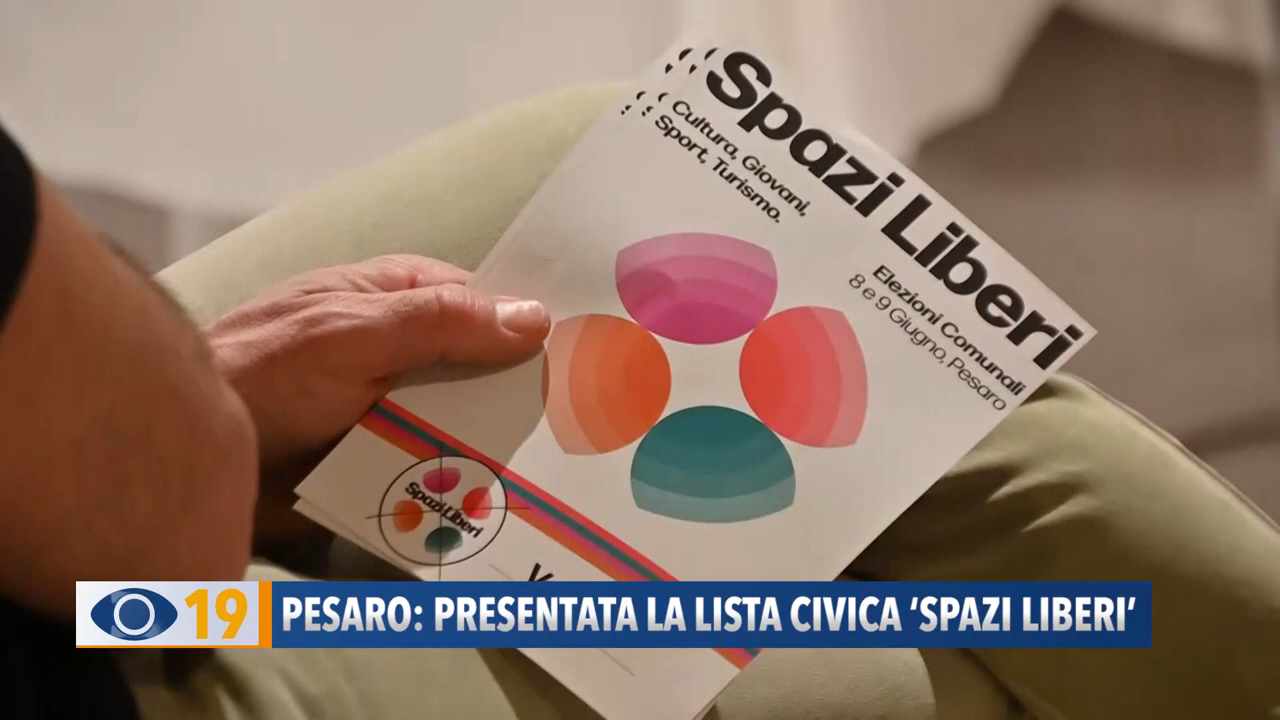 Spazi Liberi
Cultura, Giovani,
Sport, Turismo.
Elezioni Comunali
8 e 9 Giugno, Pesaro
Spazi Liberi
19
PESARO: PRESENTATA LA LISTA CIVICA ‘SPAZI LIBERI’